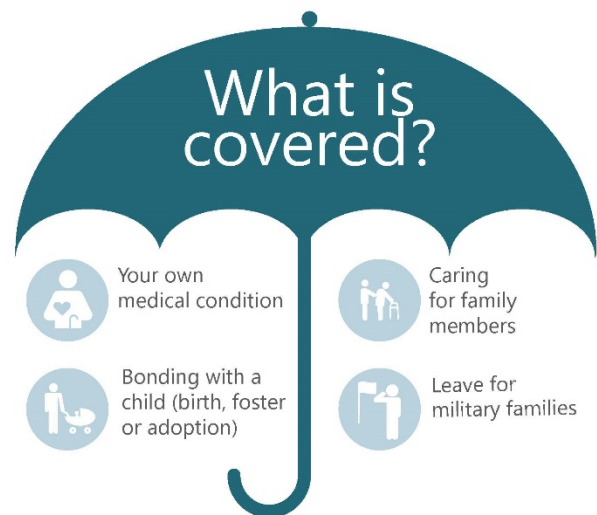 What is
covered?
Your own
medical condition
Caring
for family
members
Bonding with a
child (birth, foster
or adoption)
Leave for
military families